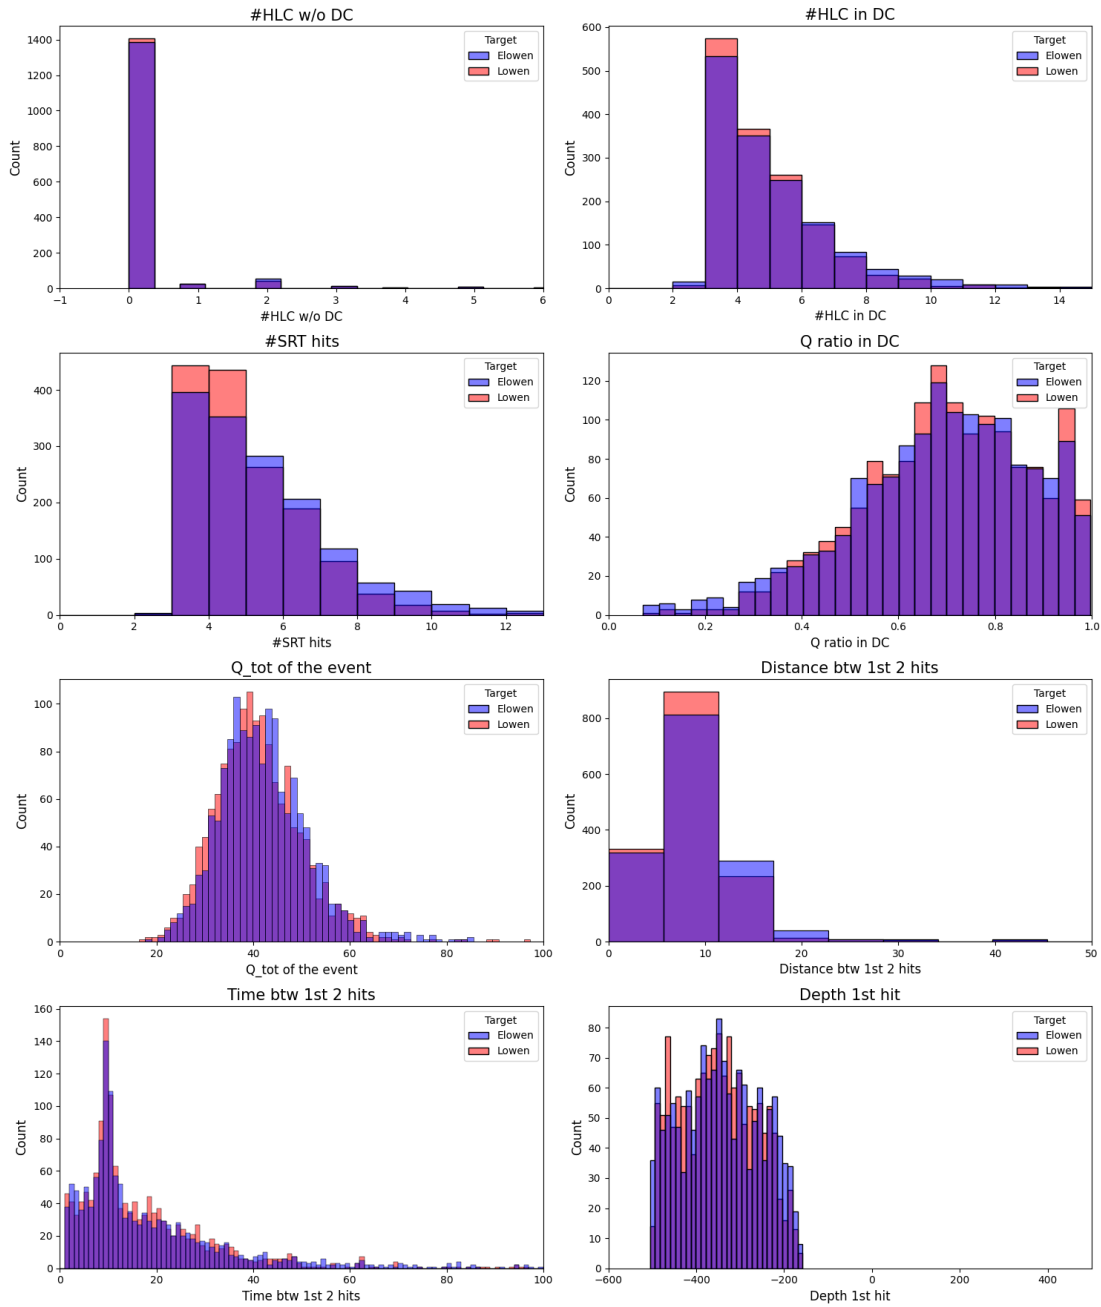 #HLC w/o DC
Count
1400
1200
1000
800
600
400
200
0
Target
Elowen
Lowen
−1 0 1 2 3 4 5 6
#HLC w/o DC
#HLC in DC
Count
600
500
400
300
200
100
0
Target
Elowen
Lowen
0 2 4 6 8 10 12 14
#HLC in DC
#SRT hits
Count
400
300
200
100
0
Target
Elowen
Lowen
0 2 4 6 8 10 12
#SRT hits
Q ratio in DC
Count
120
100
80
60
40
20
0
Target
Elowen
Lowen
0.0 0.2 0.4 0.6 0.8 1.0
Q ratio in DC
Q_tot of the event
Count
100
80
60
40
20
0
Target
Elowen
Lowen
0 20 40 60 80 100
Q_tot of the event
Distance btw 1st 2 hits
Count
800
600
400
200
0
Target
Elowen
Lowen
0 10 20 30 40 50
Distance btw 1st 2 hits
Time btw 1st 2 hits
Count
160
140
120
100
80
60
40
20
0
Target
Elowen
Lowen
0 20 40 60 80 100
Time btw 1st 2 hits
Depth 1st hit
Count
80
70
60
50
40
30
20
10
0
Target
Elowen
Lowen
−600 −400 −200 0 200 400
Depth 1st hit